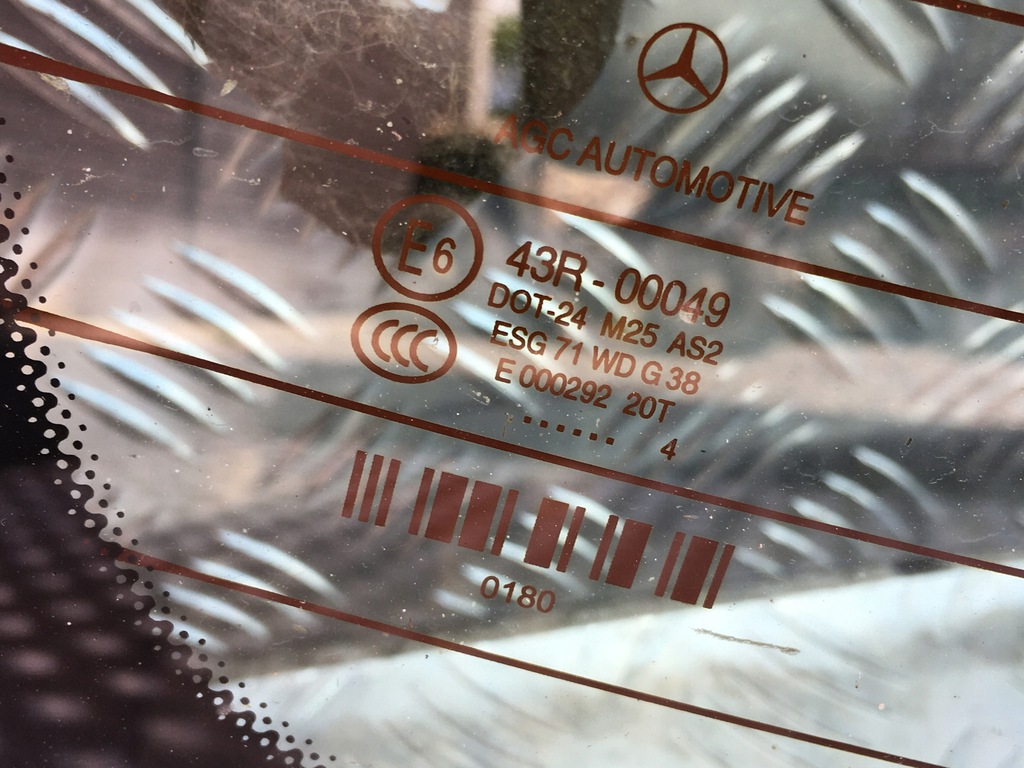 AGC AUTOMOTIVE
E6
43R - 00049
DOT-24 M25 AS2
CCC
ESG 71 WD G 38
E 000292 20T
...... 4
0180